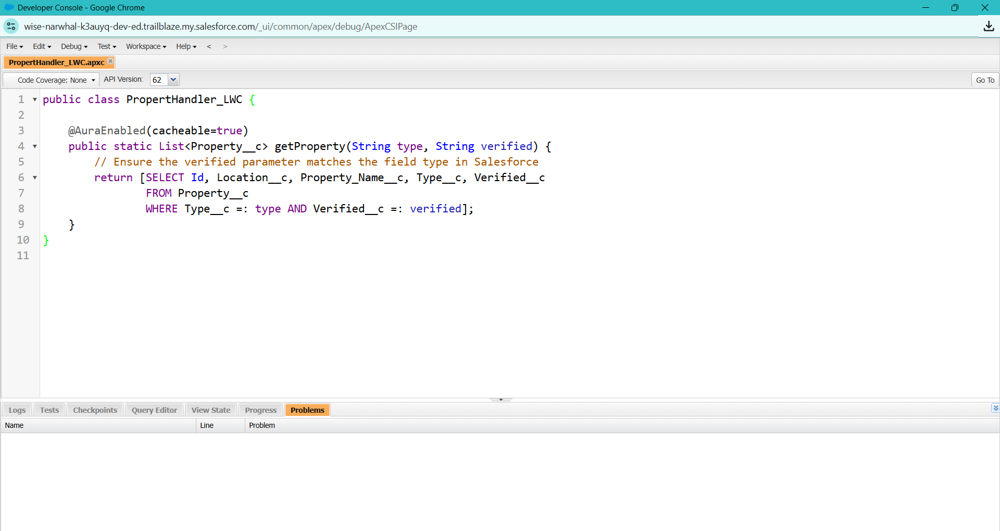 Developer Console - Google Chrome
wise-narwhal-k3auyq-dev-ed.trailblaze.my.salesforce.com/_ui/common/apex/debug/ApexCSIPage
File Edit Debug Test Workspace Help < >
PropertHandler_LWC.apxc
Code Coverage: None API Version: 62 Go To
1 public class PropertHandler_LWC {
2
3 @AuraEnabled(cacheable=true)
4 public static List<Property__c> getProperty(String type, String verified) {
5 // Ensure the verified parameter matches the field type in Salesforce
6 return [SELECT Id, Location__c, Property_Name__c, Type__c, Verified__c
7 FROM Property__c
8 WHERE Type__c =: type AND Verified__c =: verified];
9 }
10 }
11
Logs Tests Checkpoints Query Editor View State Progress Problems
Name Line Problem